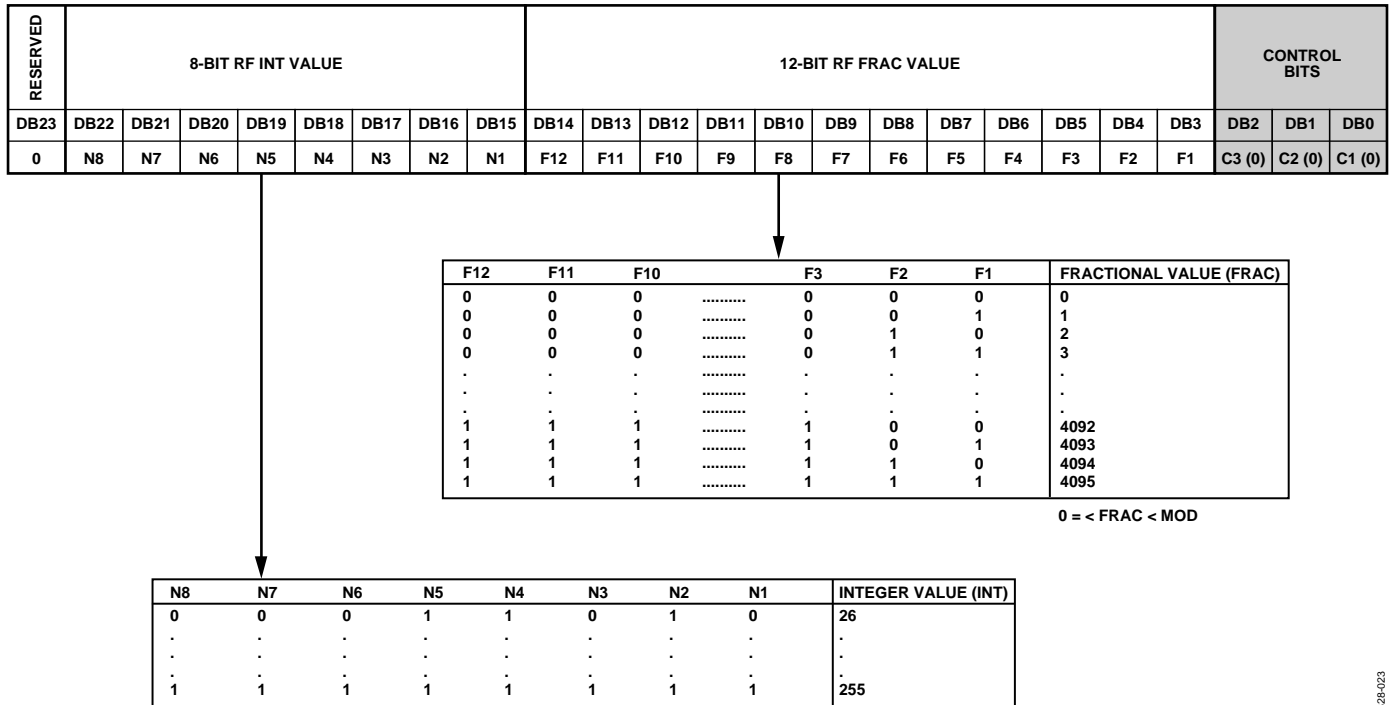 RESERVED
8-BIT RF INT VALUE
12-BIT RF FRAC VALUE
CONTROL
BITS
DB23 DB22 DB21 DB20 DB19 DB18 DB17 DB16 DB15 DB14 DB13 DB12 DB11 DB10 DB9 DB8 DB7 DB6 DB5 DB4 DB3 DB2 DB1 DB0
0 N8 N7 N6 N5 N4 N3 N2 N1 F12 F11 F10 F9 F8 F7 F6 F5 F4 F3 F2 F1 C3 (0) C2 (0) C1 (0)
F12 F11 F10 F3 F2 F1 FRACTIONAL VALUE (FRAC)
0 0 0 .......... 0 0 0 0
0 0 0 .......... 0 0 1 1
0 0 0 .......... 0 1 0 2
0 0 0 .......... 0 1 1 3
. . . .......... . . . .
. . . .......... . . . .
. . . .......... . . . .
1 1 1 .......... 1 0 0 4092
1 1 1 .......... 1 0 1 4093
1 1 1 .......... 1 1 0 4094
1 1 1 .......... 1 1 1 4095
0 = < FRAC < MOD
N8 N7 N6 N5 N4 N3 N2 N1 INTEGER VALUE (INT)
0 0 0 1 1 0 1 0 26
. . . . . . . . .
. . . . . . . . .
. . . . . . . . .
1 1 1 1 1 1 1 1 255
28-023